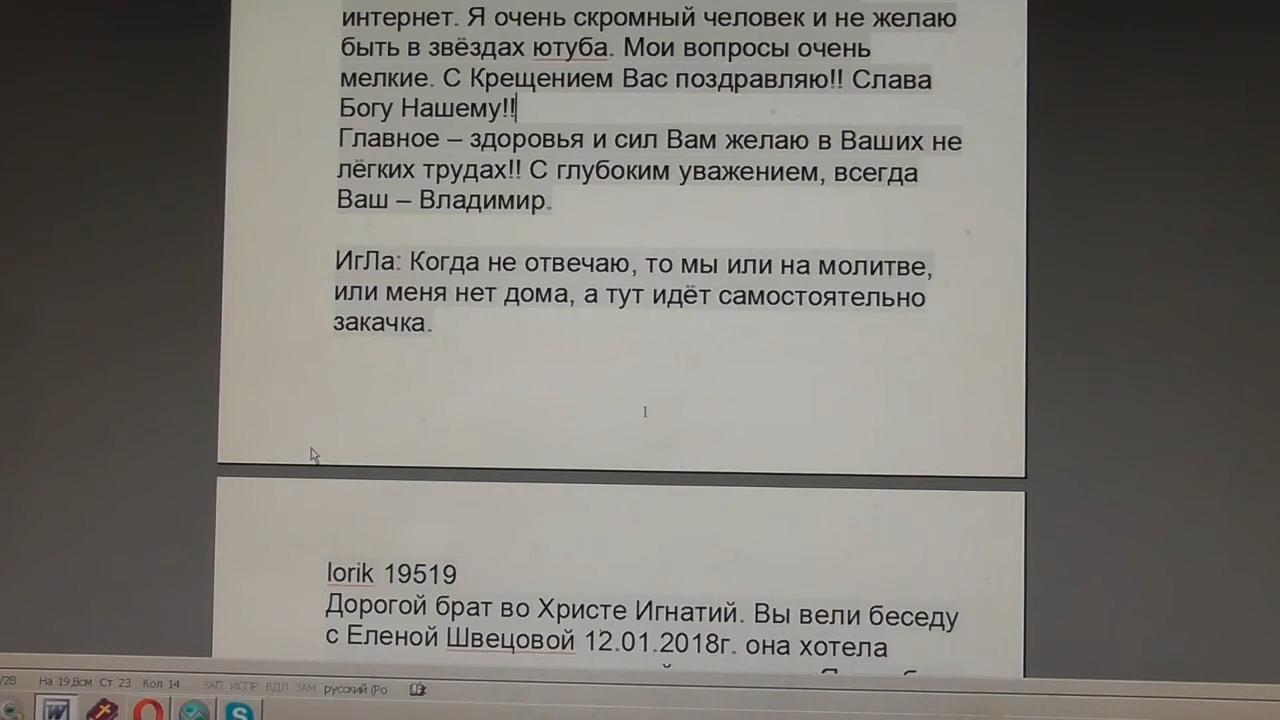 интернет. Я очень скромный человек и не желаю
быть в звёздах ютуба. Мои вопросы очень
мелкие. С Крещением Вас поздравляю!! Слава
Богу Нашему!!
Главное – здоровья и сил Вам желаю в Ваших не
лёгких трудах!! С глубоким уважением, всегда
Ваш – Владимир.
ИгЛа: Когда не отвечаю, то мы или на молитве,
или меня нет дома, а тут идёт самостоятельно
закачка.
1
lorik 19519
Дорогой брат во Христе Игнатий. Вы вели беседу
с Еленой Швецовой 12.01.2018г. она хотела
/28 На 19,8см Ст 23 Кол 14 ЗАП ИСПР ВДЛ ЗАМ русский (Ро